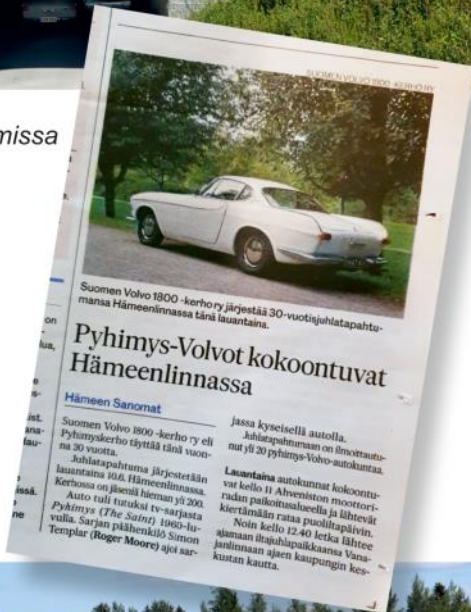 missa
SUOMEN VOLVO 1800 -KERHO RY
Suomen Volvo 1800 -kerho ry järjestää 30-vuotisjuhlatapahtu-
mansa Hämeenlinnassa tänä lauantaina.
Pyhimys-Volvot kokoontuvat
Hämeenlinnassa
Hämeen Sanomat
Suomen Volvo 1800 -kerho ry eli
Pyhimyskerho täyttää tänä vuon-
na 30 vuotta.
Juhlatapahtuma järjestetään
lauantaina 10.6. Hämeenlinnassa.
Kerhossa on jäseniä hieman yli 200.
Auto tuli tutuksi tv-sarjasta
Pyhimys (The Saint) 1960-lu-
vulla. Sarjan päähenkilö Simon
Templar (Roger Moore) ajoi sar-
jassa kyseisellä autolla.
Juhlatapahtumaan on ilmoittautu-
nut yli 20 pyhimys-Volvo-autokuntaa.
Lauantaina autokunnat kokoontu-
vat kello 11 Ahveniston moottori-
radan paikoitusalueella ja lähtevät
kiertämään rataa puoliltapäivin.
Noin kello 12.40 letka lähtee
ajamaan iltajuhlapaikkaansa Vana-
janlinnaan ajaen kaupungin kes-
kustan kautta.